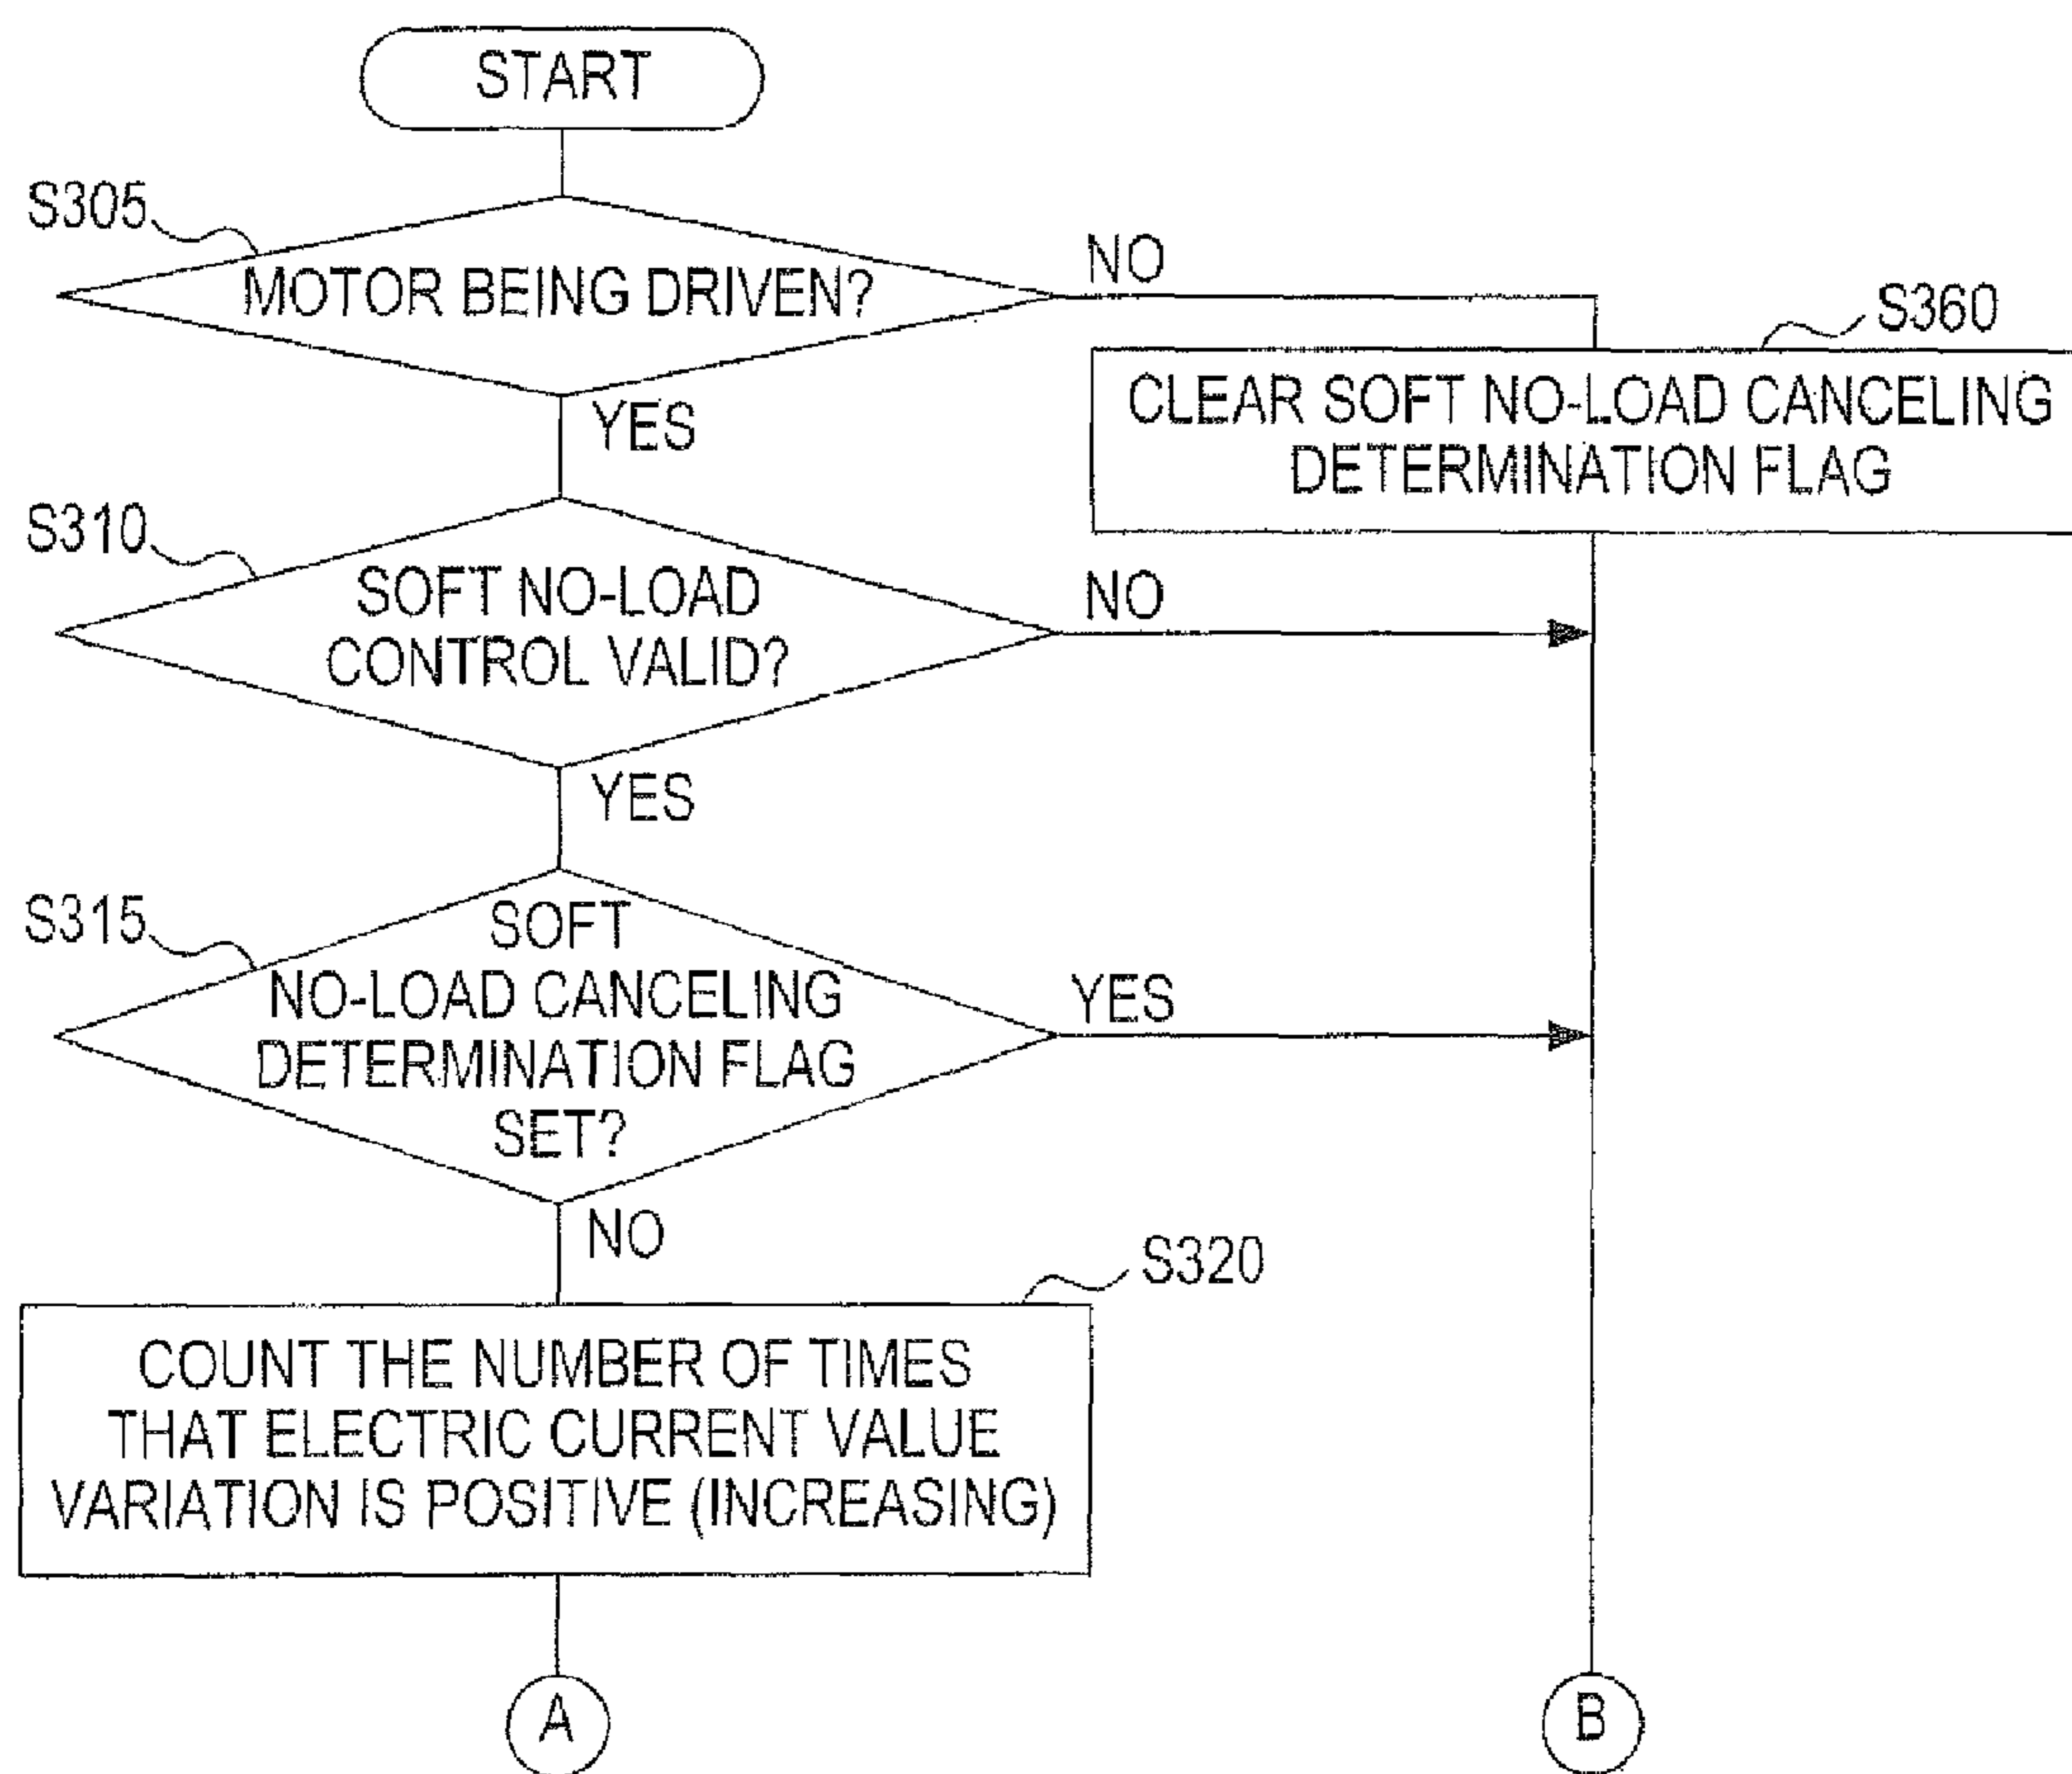 START
S305
MOTOR BEING DRIVEN?
NO
S360
CLEAR SOFT NO-LOAD CANCELING
DETERMINATION FLAG
YES
S310
SOFT NO-LOAD
CONTROL VALID?
NO
YES
S315
SOFT
NO-LOAD CANCELING
DETERMINATION FLAG
SET?
YES
NO
S320
COUNT THE NUMBER OF TIMES
THAT ELECTRIC CURRENT VALUE
VARIATION IS POSITIVE (INCREASING)
A
B